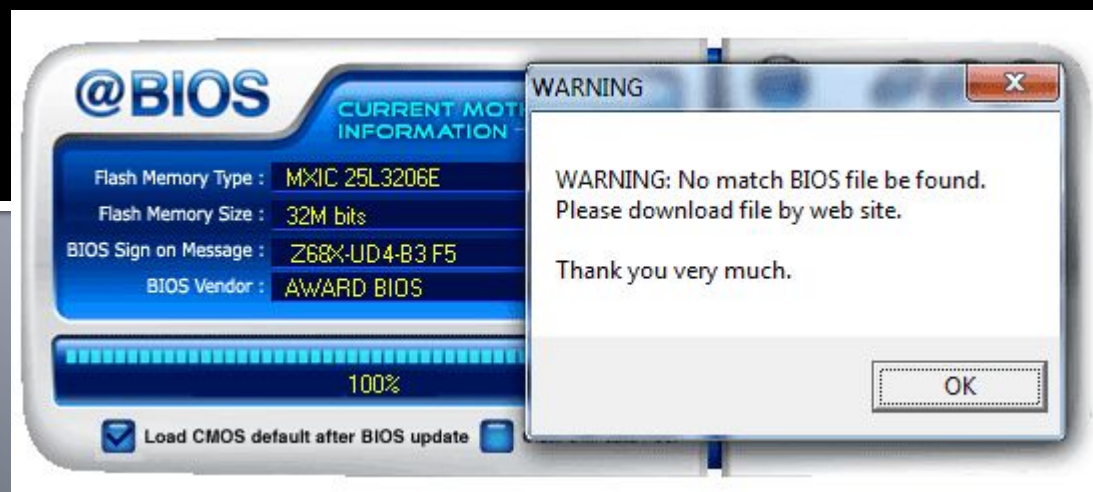 @BIOS
CURRENT
INFORMATION
Flash Memory Type : MXIC 25L3206E
Flash Memory Size : 32M bits
BIOS Sign on Message : Z68X-UD4-B3 F5
BIOS Vendor : AWARD BIOS
100%
Load CMOS default after BIOS update
WARNING
WARNING: No match BIOS file be found.
Please download file by web site.
Thank you very much.
OK